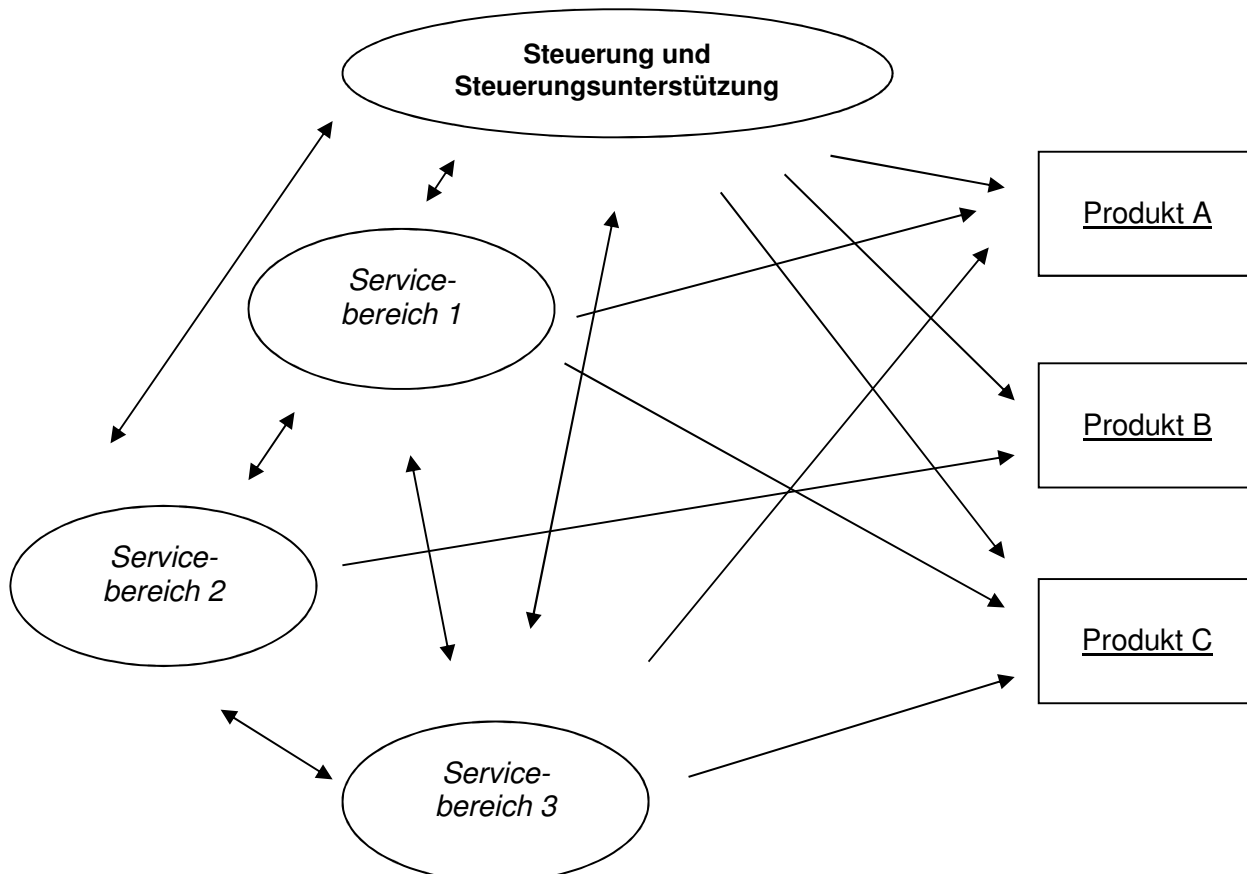 Steuerung und
Steuerungsunterstützung
Produkt A
Service-
bereich 1
Produkt B
Service-
bereich 2
Produkt C
Service-
bereich 3